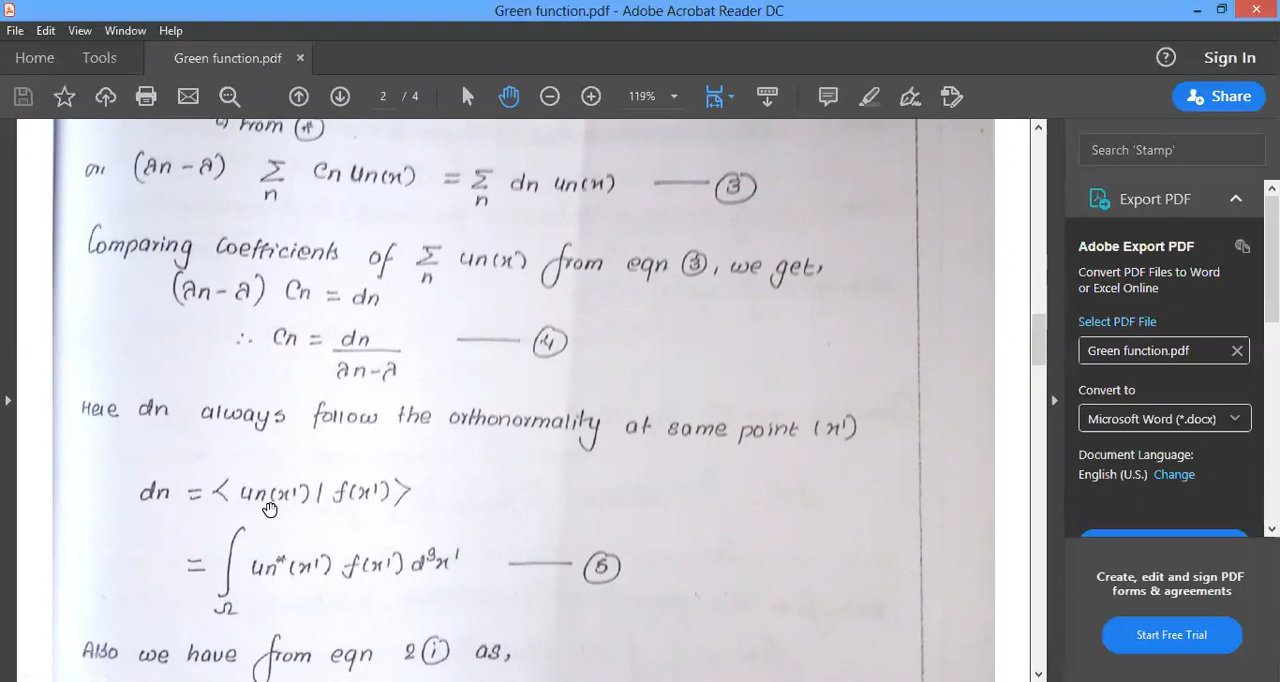 Green function.pdf - Adobe Acrobat Reader DC
File Edit View Window Help
Home Tools Green function.pdf × Sign In
2 / 4 119% Share
from (*)
or (λn - λ) Σn Cn un(x) = Σn dn un(x) —— ③
Comparing coefficients of Σn un(x) from eqn ③, we get,
(λn - λ) Cn = dn
∴ Cn = dn / λn - λ —— ④
Here dn always follow the orthonormality at same point (x')
dn = < un(x') | f(x') >
= ∫Ω un*(x') f(x') d³x' —— ⑤
Also we have from eqn 2(i) as,
Search 'Stamp'
Export PDF
Adobe Export PDF
Convert PDF Files to Word
or Excel Online
Select PDF File
Green function.pdf
Convert to
Microsoft Word (*.docx)
Document Language:
English (U.S.) Change
Create, edit and sign PDF
forms & agreements
Start Free Trial